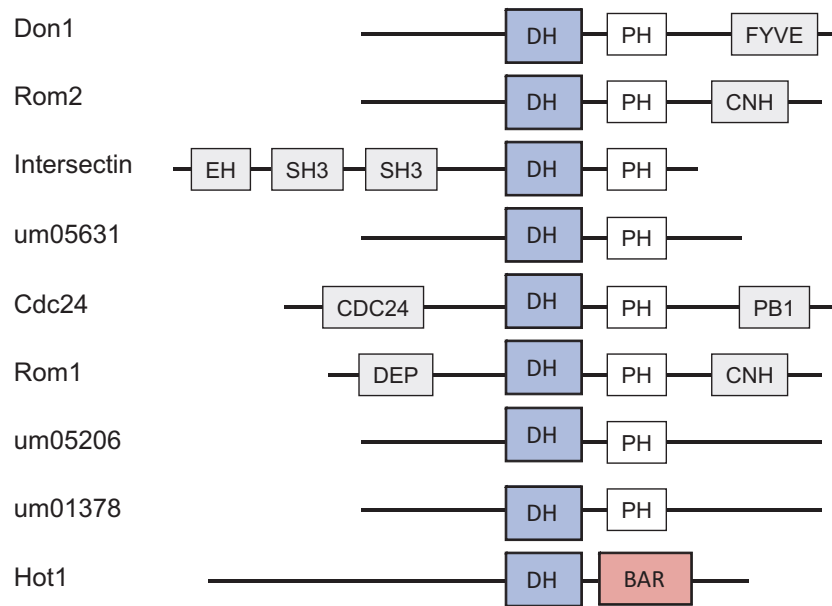 Don1 DH PH FYVE
Rom2 DH PH CNH
Intersectin EH SH3 SH3 DH PH
um05631 DH PH
Cdc24 CDC24 DH PH PB1
Rom1 DEP DH PH CNH
um05206 DH PH
um01378 DH PH
Hot1 DH BAR